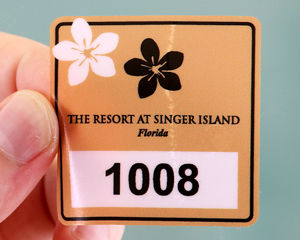 THE RESORT AT SINGER ISLAND
Florida
1008